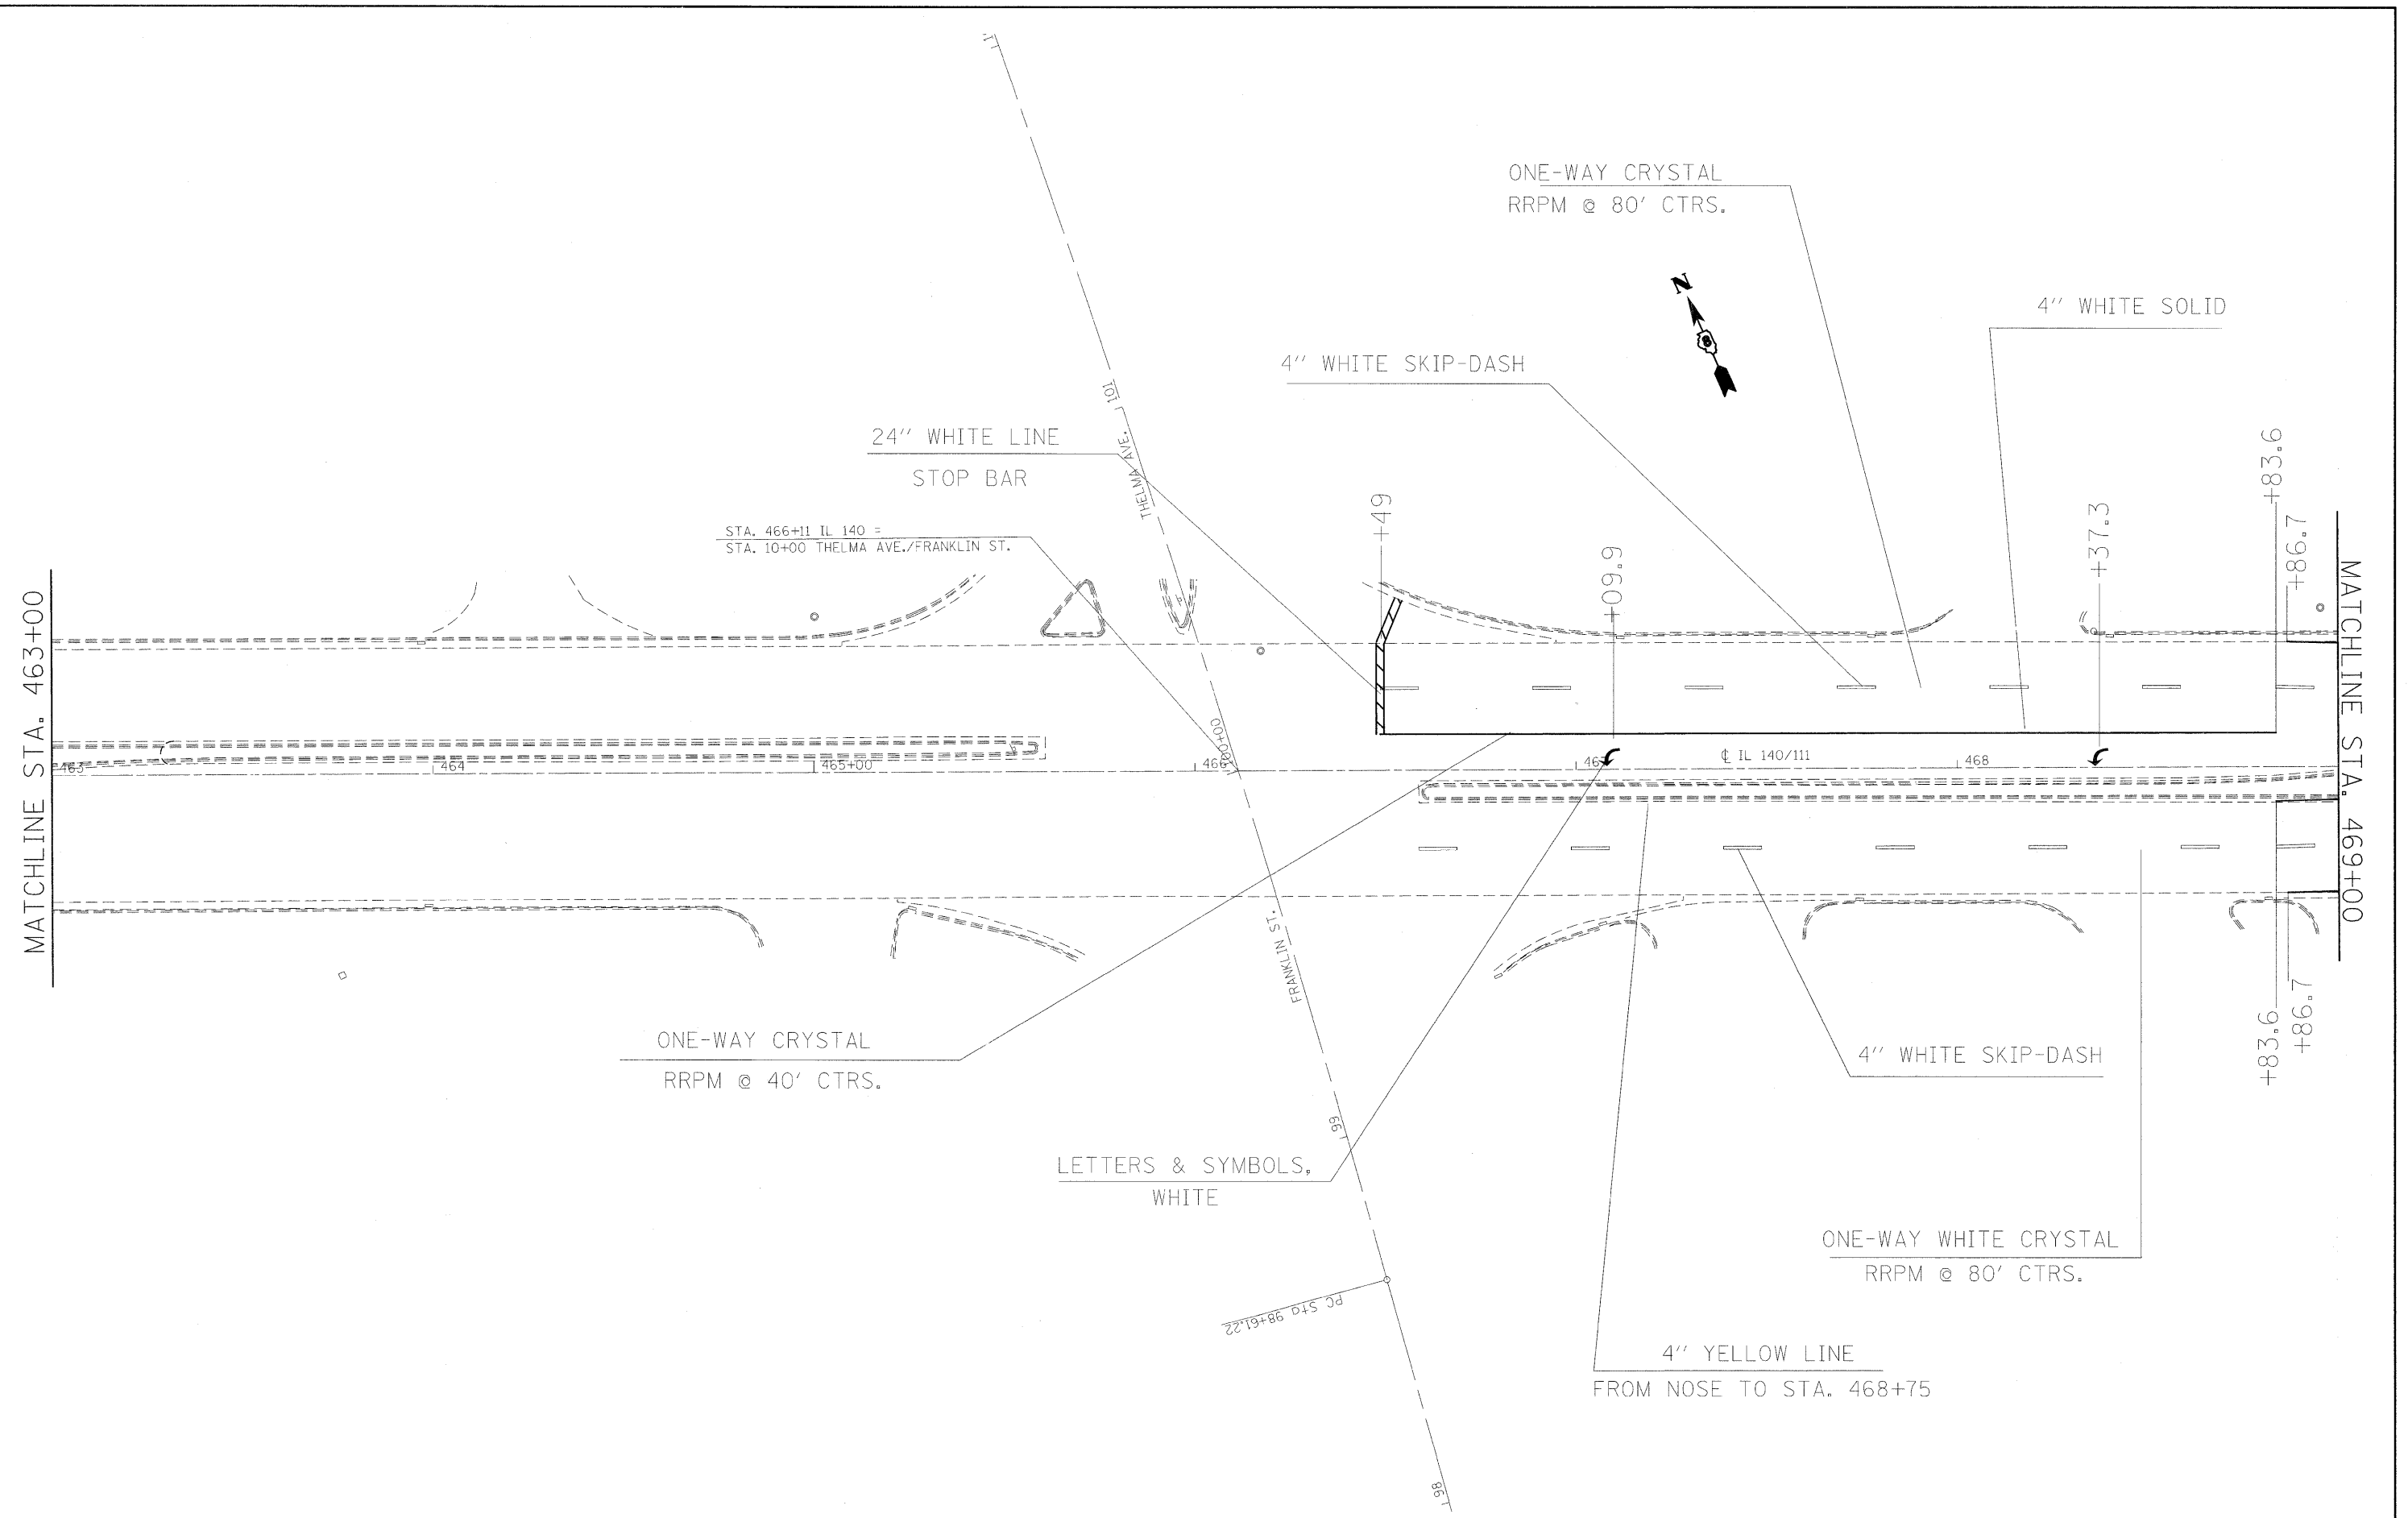 ONE-WAY CRYSTAL
RRPM @ 80' CTRS.
N
4" WHITE SOLID
4" WHITE SKIP-DASH
101
THELMA AVE.
24" WHITE LINE
STOP BAR
STA. 466+11 IL 140 =
STA. 10+00 THELMA AVE./FRANKLIN ST.
+49
+09.9
+37.3
+83.6
+86.7
MATCHLINE STA. 463+00
MATCHLINE STA. 469+00
463
464
465+00
466
100+00
467
℄ IL 140/111
468
FRANKLIN ST.
ONE-WAY CRYSTAL
RRPM @ 40' CTRS.
4" WHITE SKIP-DASH
+83.6
+86.7
99
LETTERS & SYMBOLS,
WHITE
ONE-WAY WHITE CRYSTAL
RRPM @ 80' CTRS.
PC Sta 98+61.22
4" YELLOW LINE
FROM NOSE TO STA. 468+75
98